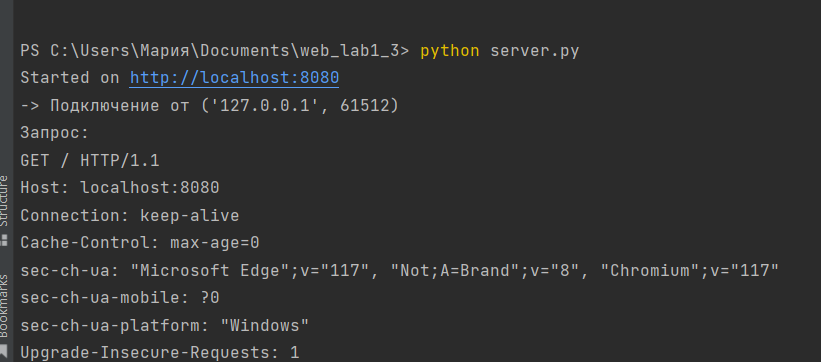 PS C:\Users\Мария\Documents\web_lab1_3> python server.py
Started on http://localhost:8080
-> Подключение от ('127.0.0.1', 61512)
Запрос:
GET / HTTP/1.1
Host: localhost:8080
Connection: keep-alive
Cache-Control: max-age=0
sec-ch-ua: "Microsoft Edge";v="117", "Not;A=Brand";v="8", "Chromium";v="117"
sec-ch-ua-mobile: ?0
sec-ch-ua-platform: "Windows"
Upgrade-Insecure-Requests: 1
Structure
Bookmarks